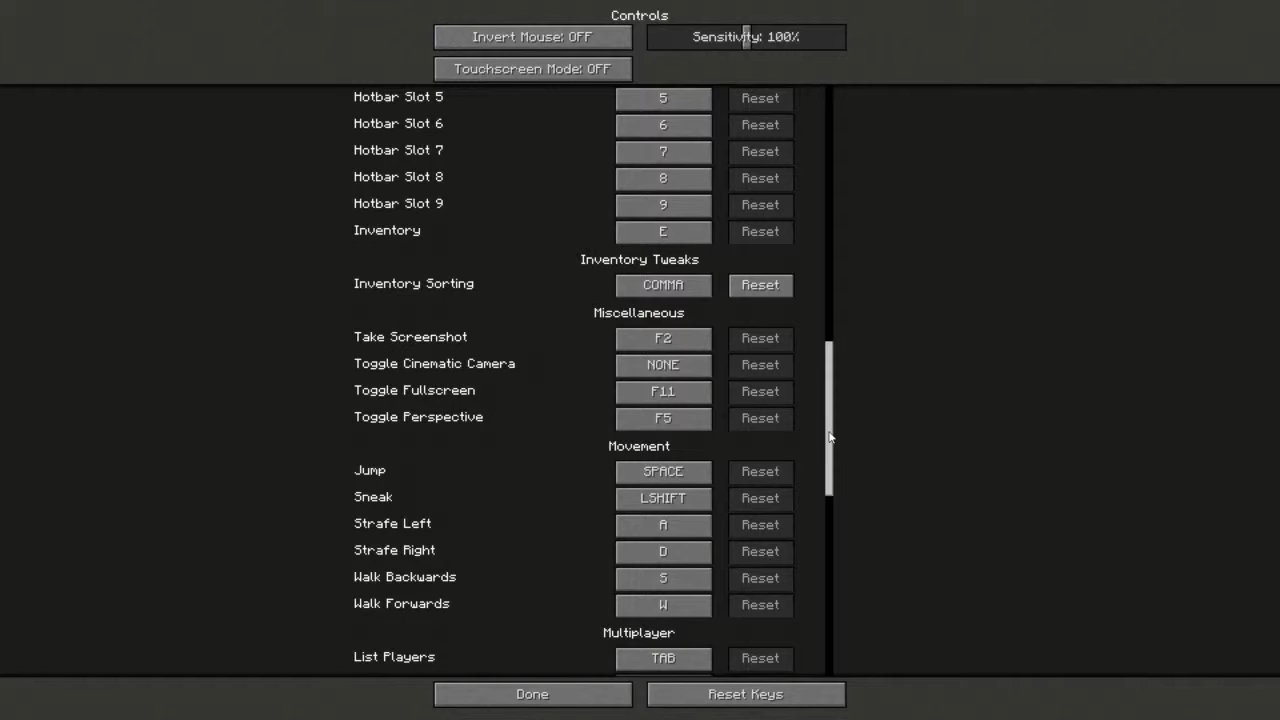 Controls
Invert Mouse: OFF Sensitivity: 100%
Touchscreen Mode: OFF
Hotbar Slot 5 5 Reset
Hotbar Slot 6 6 Reset
Hotbar Slot 7 7 Reset
Hotbar Slot 8 8 Reset
Hotbar Slot 9 9 Reset
Inventory E Reset
Inventory Tweaks
Inventory Sorting COMMA Reset
Miscellaneous
Take Screenshot F2 Reset
Toggle Cinematic Camera NONE Reset
Toggle Fullscreen F11 Reset
Toggle Perspective F5 Reset
Movement
Jump SPACE Reset
Sneak LSHIFT Reset
Strafe Left A Reset
Strafe Right D Reset
Walk Backwards S Reset
Walk Forwards W Reset
Multiplayer
List Players TAB Reset
Done Reset Keys